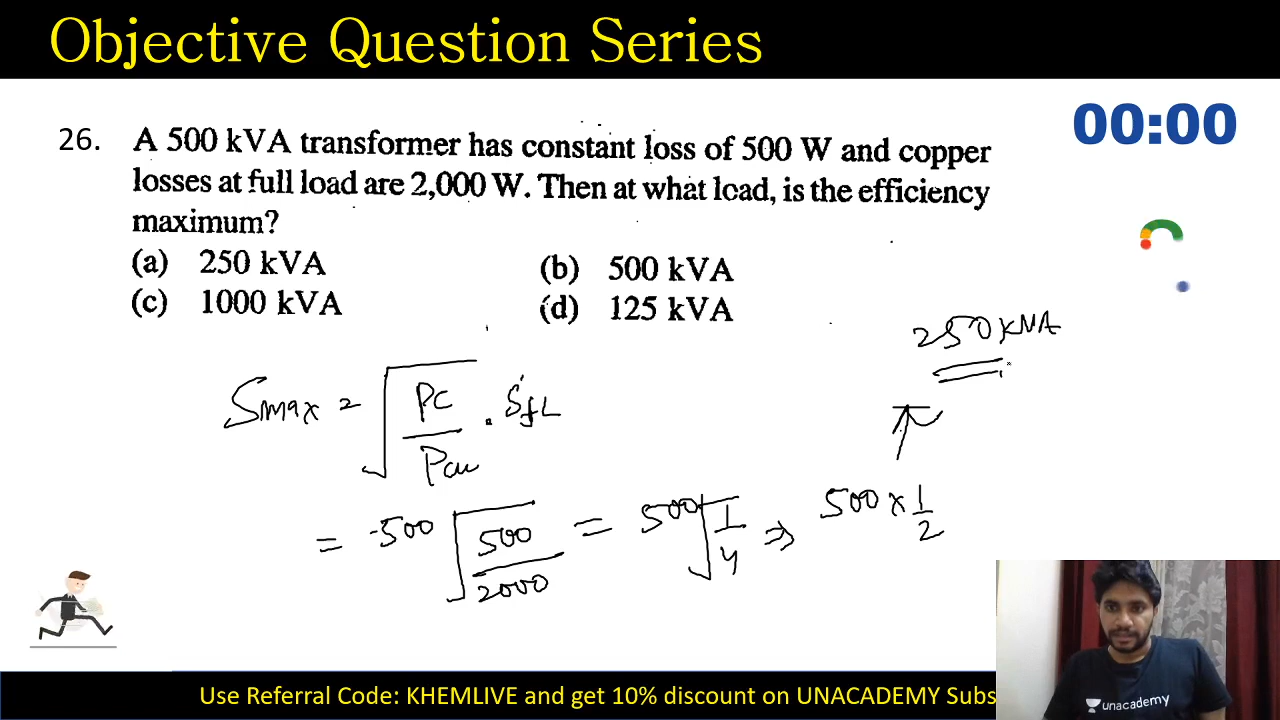 Objective Question Series
00:00
26. A 500 kVA transformer has constant loss of 500 W and copper
losses at full load are 2,000 W. Then at what load, is the efficiency
maximum?
(a) 250 kVA (b) 500 kVA
(c) 1000 kVA (d) 125 kVA
250 kVA
Smax = √(Pc/Pcu) . SfL
= 500 √(500/2000) = 500√(1/4) ⇒ 500 × 1/2
unacademy
Use Referral Code: KHEMLIVE and get 10% discount on UNACADEMY Subs